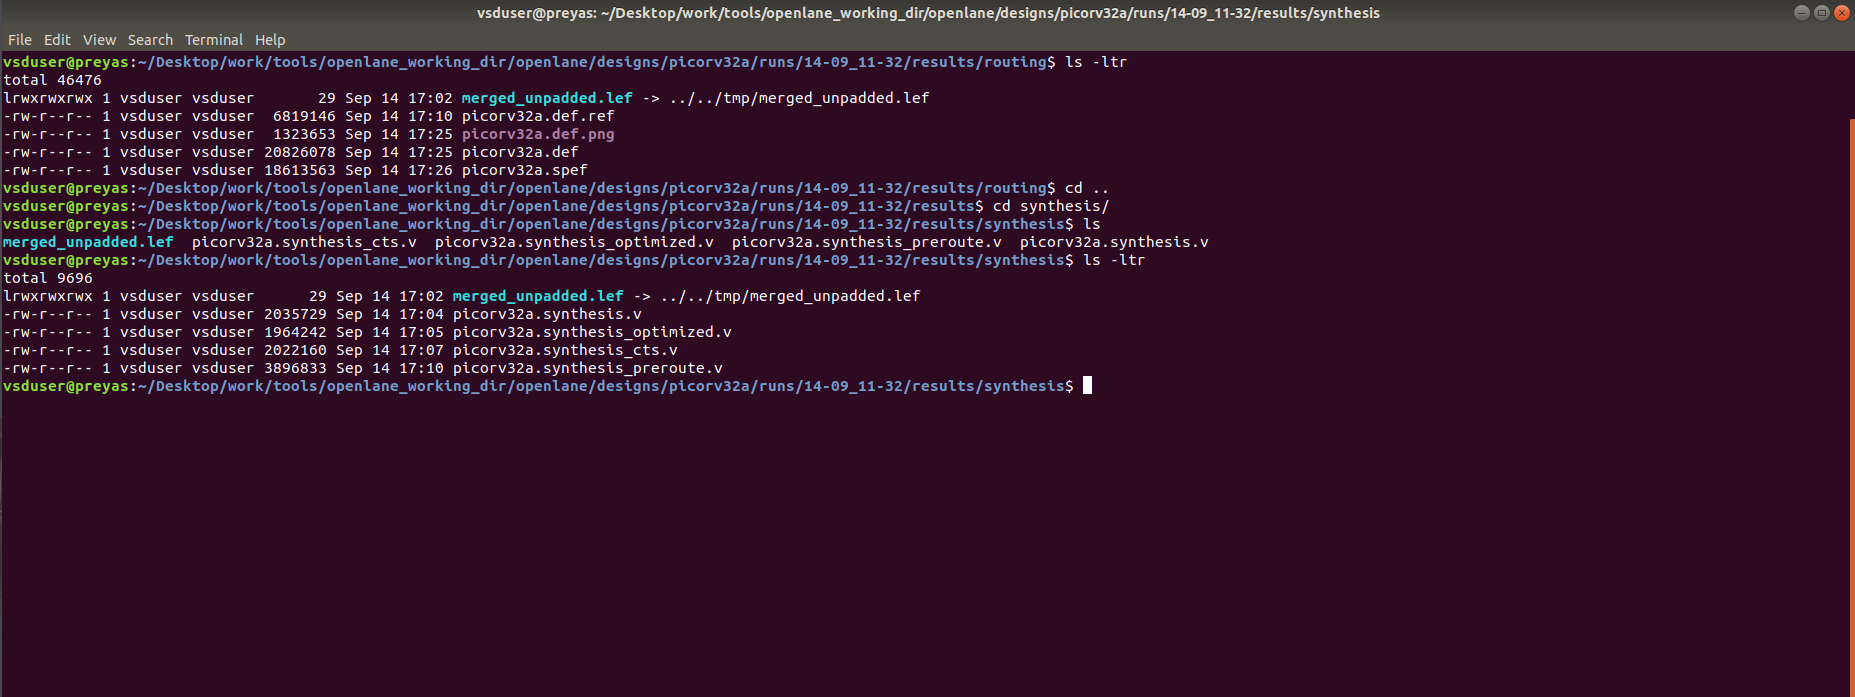 vsduser@preyas: ~/Desktop/work/tools/openlane_working_dir/openlane/designs/picorv32a/runs/14-09_11-32/results/synthesis
File Edit View Search Terminal Help
vsduser@preyas:~/Desktop/work/tools/openlane_working_dir/openlane/designs/picorv32a/runs/14-09_11-32/results/routing$ ls -ltr
total 46476
lrwxrwxrwx 1 vsduser vsduser       29 Sep 14 17:02 merged_unpadded.lef -> ../../tmp/merged_unpadded.lef
-rw-r--r-- 1 vsduser vsduser  6819146 Sep 14 17:10 picorv32a.def.ref
-rw-r--r-- 1 vsduser vsduser  1323653 Sep 14 17:25 picorv32a.def.png
-rw-r--r-- 1 vsduser vsduser 20826078 Sep 14 17:25 picorv32a.def
-rw-r--r-- 1 vsduser vsduser 18613563 Sep 14 17:26 picorv32a.spef
vsduser@preyas:~/Desktop/work/tools/openlane_working_dir/openlane/designs/picorv32a/runs/14-09_11-32/results/routing$ cd ..
vsduser@preyas:~/Desktop/work/tools/openlane_working_dir/openlane/designs/picorv32a/runs/14-09_11-32/results$ cd synthesis/
vsduser@preyas:~/Desktop/work/tools/openlane_working_dir/openlane/designs/picorv32a/runs/14-09_11-32/results/synthesis$ ls
merged_unpadded.lef  picorv32a.synthesis_cts.v  picorv32a.synthesis_optimized.v  picorv32a.synthesis_preroute.v  picorv32a.synthesis.v
vsduser@preyas:~/Desktop/work/tools/openlane_working_dir/openlane/designs/picorv32a/runs/14-09_11-32/results/synthesis$ ls -ltr
total 9696
lrwxrwxrwx 1 vsduser vsduser      29 Sep 14 17:02 merged_unpadded.lef -> ../../tmp/merged_unpadded.lef
-rw-r--r-- 1 vsduser vsduser 2035729 Sep 14 17:04 picorv32a.synthesis.v
-rw-r--r-- 1 vsduser vsduser 1964242 Sep 14 17:05 picorv32a.synthesis_optimized.v
-rw-r--r-- 1 vsduser vsduser 2022160 Sep 14 17:07 picorv32a.synthesis_cts.v
-rw-r--r-- 1 vsduser vsduser 3896833 Sep 14 17:10 picorv32a.synthesis_preroute.v
vsduser@preyas:~/Desktop/work/tools/openlane_working_dir/openlane/designs/picorv32a/runs/14-09_11-32/results/synthesis$